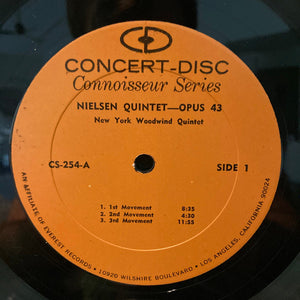 CONCERT-DISC
Connoisseur Series
NIELSEN QUINTET—OPUS 43
New York Woodwind Quintet
CS-254-A
SIDE 1
1. 1st Movement 8:35
2. 2nd Movement 4:30
3. 3rd Movement 11:55
AN AFFILIATE OF EVEREST RECORDS • 10920 WILSHIRE BOULEVARD • LOS ANGELES, CALIFORNIA 90024